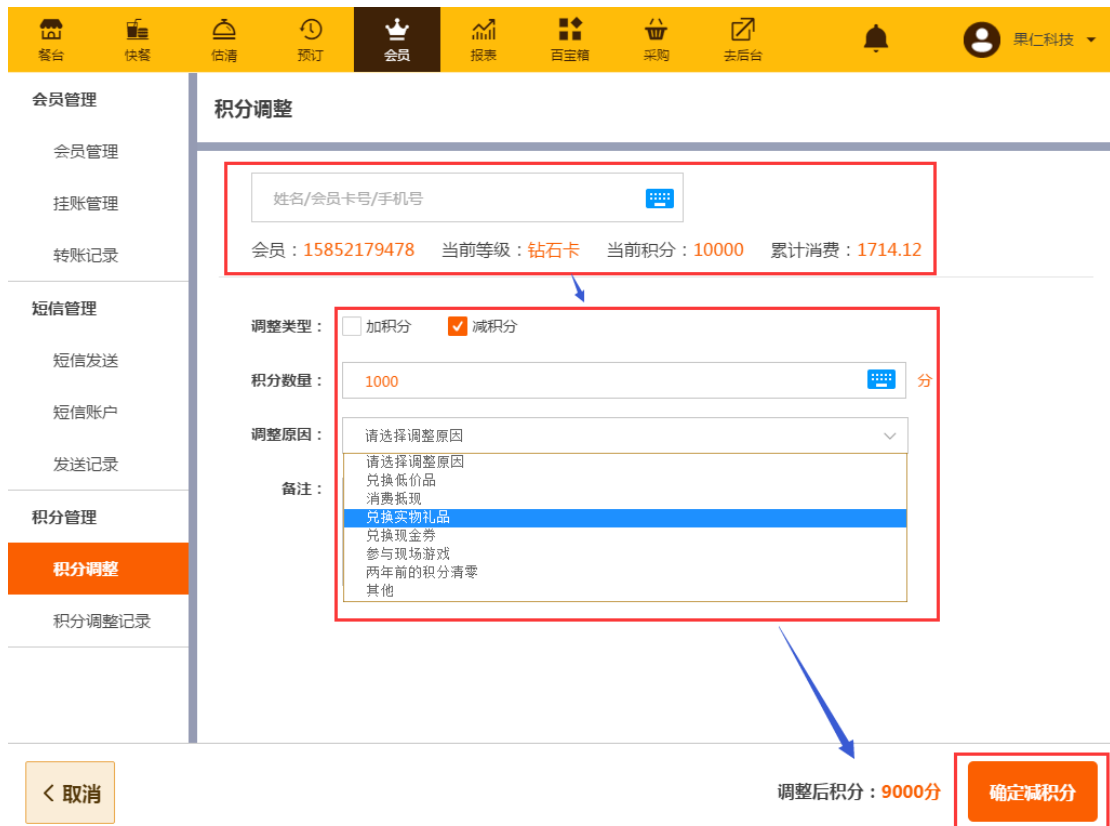 餐台 快餐 估清 预订 会员 报表 百宝箱 采购 去后台 果仁科技
会员管理
会员管理
挂账管理
转账记录
短信管理
短信发送
短信账户
发送记录
积分管理
积分调整
积分调整记录
积分调整
姓名/会员卡号/手机号
会员：15852179478 当前等级：钻石卡 当前积分：10000 累计消费：1714.12
调整类型： 加积分 减积分
积分数量： 1000 分
调整原因： 请选择调整原因
请选择调整原因
兑换低价品
消费抵现
兑换实物礼品
兑换现金券
参与现场游戏
两年前的积分清零
其他
备注：
取消
调整后积分：9000分
确定减积分